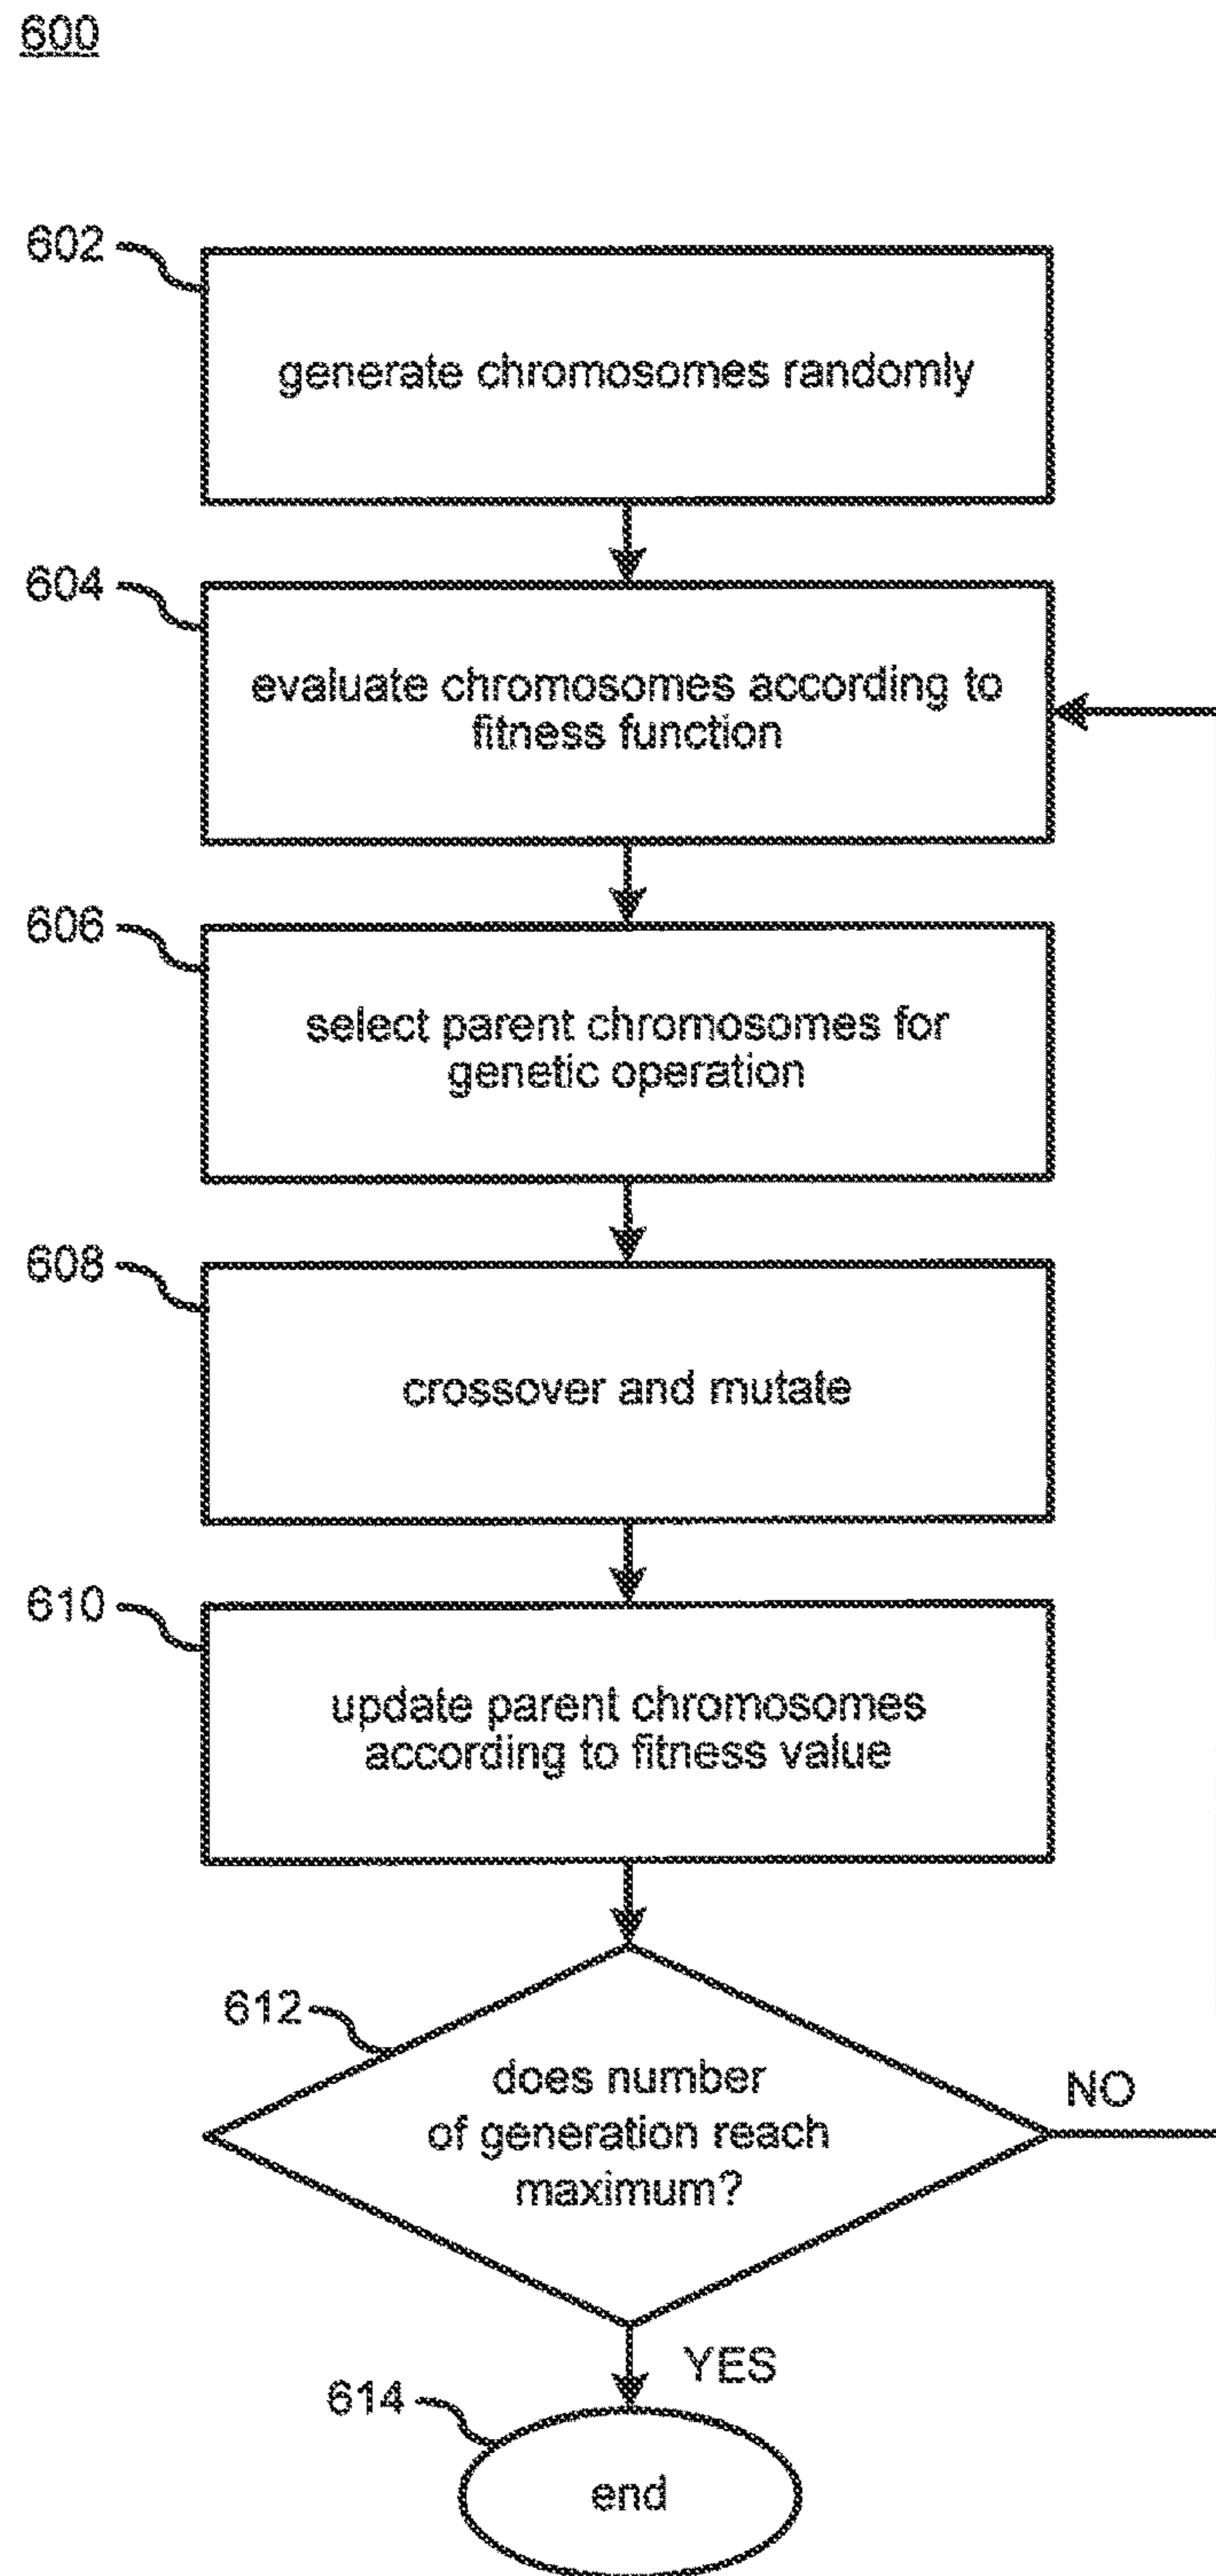 600
602
generate chromosomes randomly
604
evaluate chromosomes according to
fitness function
606
select parent chromosomes for
genetic operation
608
crossover and mutate
610
update parent chromosomes
according to fitness value
612
does number
of generation reach
maximum?
NO
YES
614
end